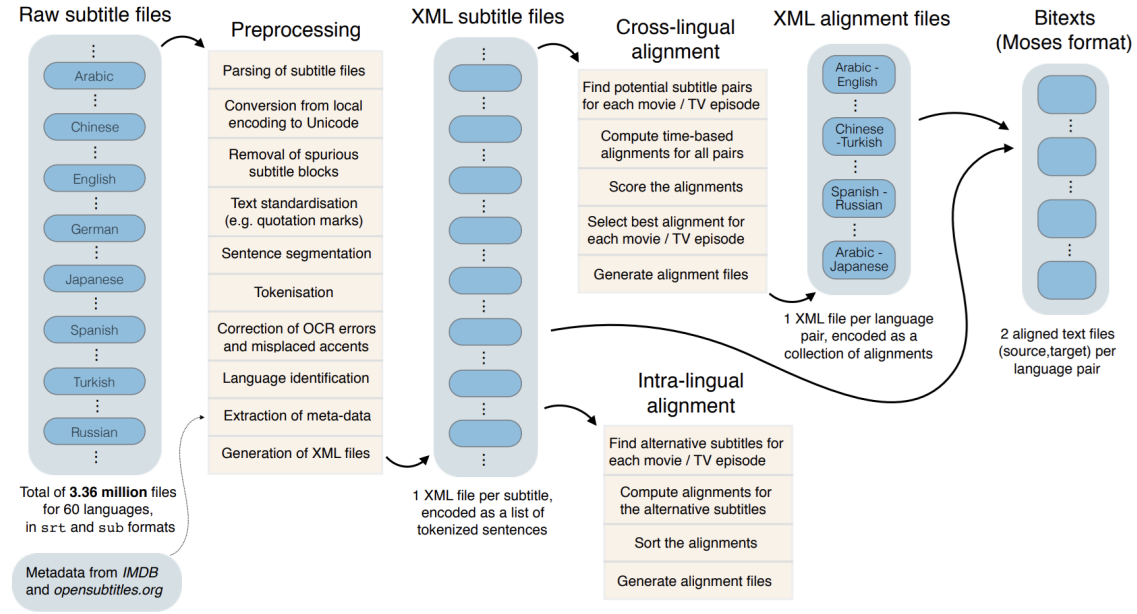 Raw subtitle files
⋮
Arabic
⋮
Chinese
⋮
English
⋮
German
⋮
Japanese
⋮
Spanish
⋮
Turkish
⋮
Russian
⋮
Total of 3.36 million files
for 60 languages,
in srt and sub formats
Metadata from IMDB
and opensubtitles.org
Preprocessing
Parsing of subtitle files
Conversion from local
encoding to Unicode
Removal of spurious
subtitle blocks
Text standardisation
(e.g. quotation marks)
Sentence segmentation
Tokenisation
Correction of OCR errors
and misplaced accents
Language identification
Extraction of meta-data
Generation of XML files
XML subtitle files
⋮
⋮
⋮
⋮
⋮
⋮
⋮
⋮
⋮
1 XML file per subtitle,
encoded as a list of
tokenized sentences
Cross-lingual
alignment
Find potential subtitle pairs
for each movie / TV episode
Compute time-based
alignments for all pairs
Score the alignments
Select best alignment for
each movie / TV episode
Generate alignment files
Intra-lingual
alignment
Find alternative subtitles for
each movie / TV episode
Compute alignments for
the alternative subtitles
Sort the alignments
Generate alignment files
XML alignment files
Arabic -
English
⋮
Chinese
-Turkish
⋮
Spanish -
Russian
⋮
Arabic -
Japanese
1 XML file per language
pair, encoded as a
collection of alignments
Bitexts
(Moses format)
⋮
⋮
⋮
2 aligned text files
(source,target) per
language pair